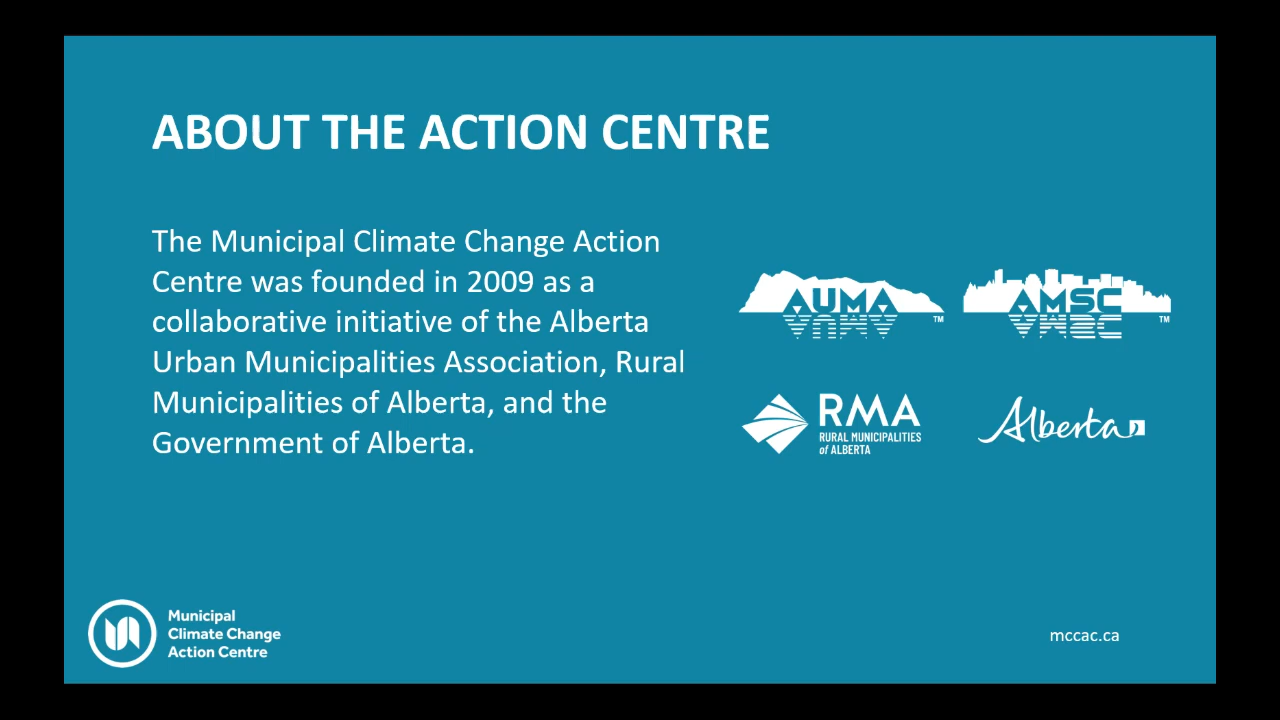 ABOUT THE ACTION CENTRE
The Municipal Climate Change Action
Centre was founded in 2009 as a
collaborative initiative of the Alberta
Urban Municipalities Association, Rural
Municipalities of Alberta, and the
Government of Alberta.
AUMA
TM
AMSC
TM
RMA
RURAL MUNICIPALITIES
of ALBERTA
Alberta
Municipal
Climate Change
Action Centre
mccac.ca